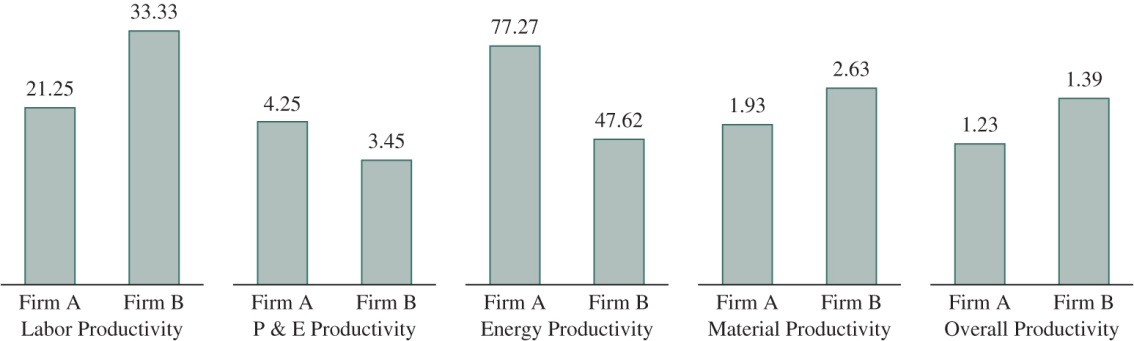 21.25
33.33
Firm A
Firm B
Labor Productivity
4.25
3.45
Firm A
Firm B
P & E Productivity
77.27
47.62
Firm A
Firm B
Energy Productivity
1.93
2.63
Firm A
Firm B
Material Productivity
1.23
1.39
Firm A
Firm B
Overall Productivity